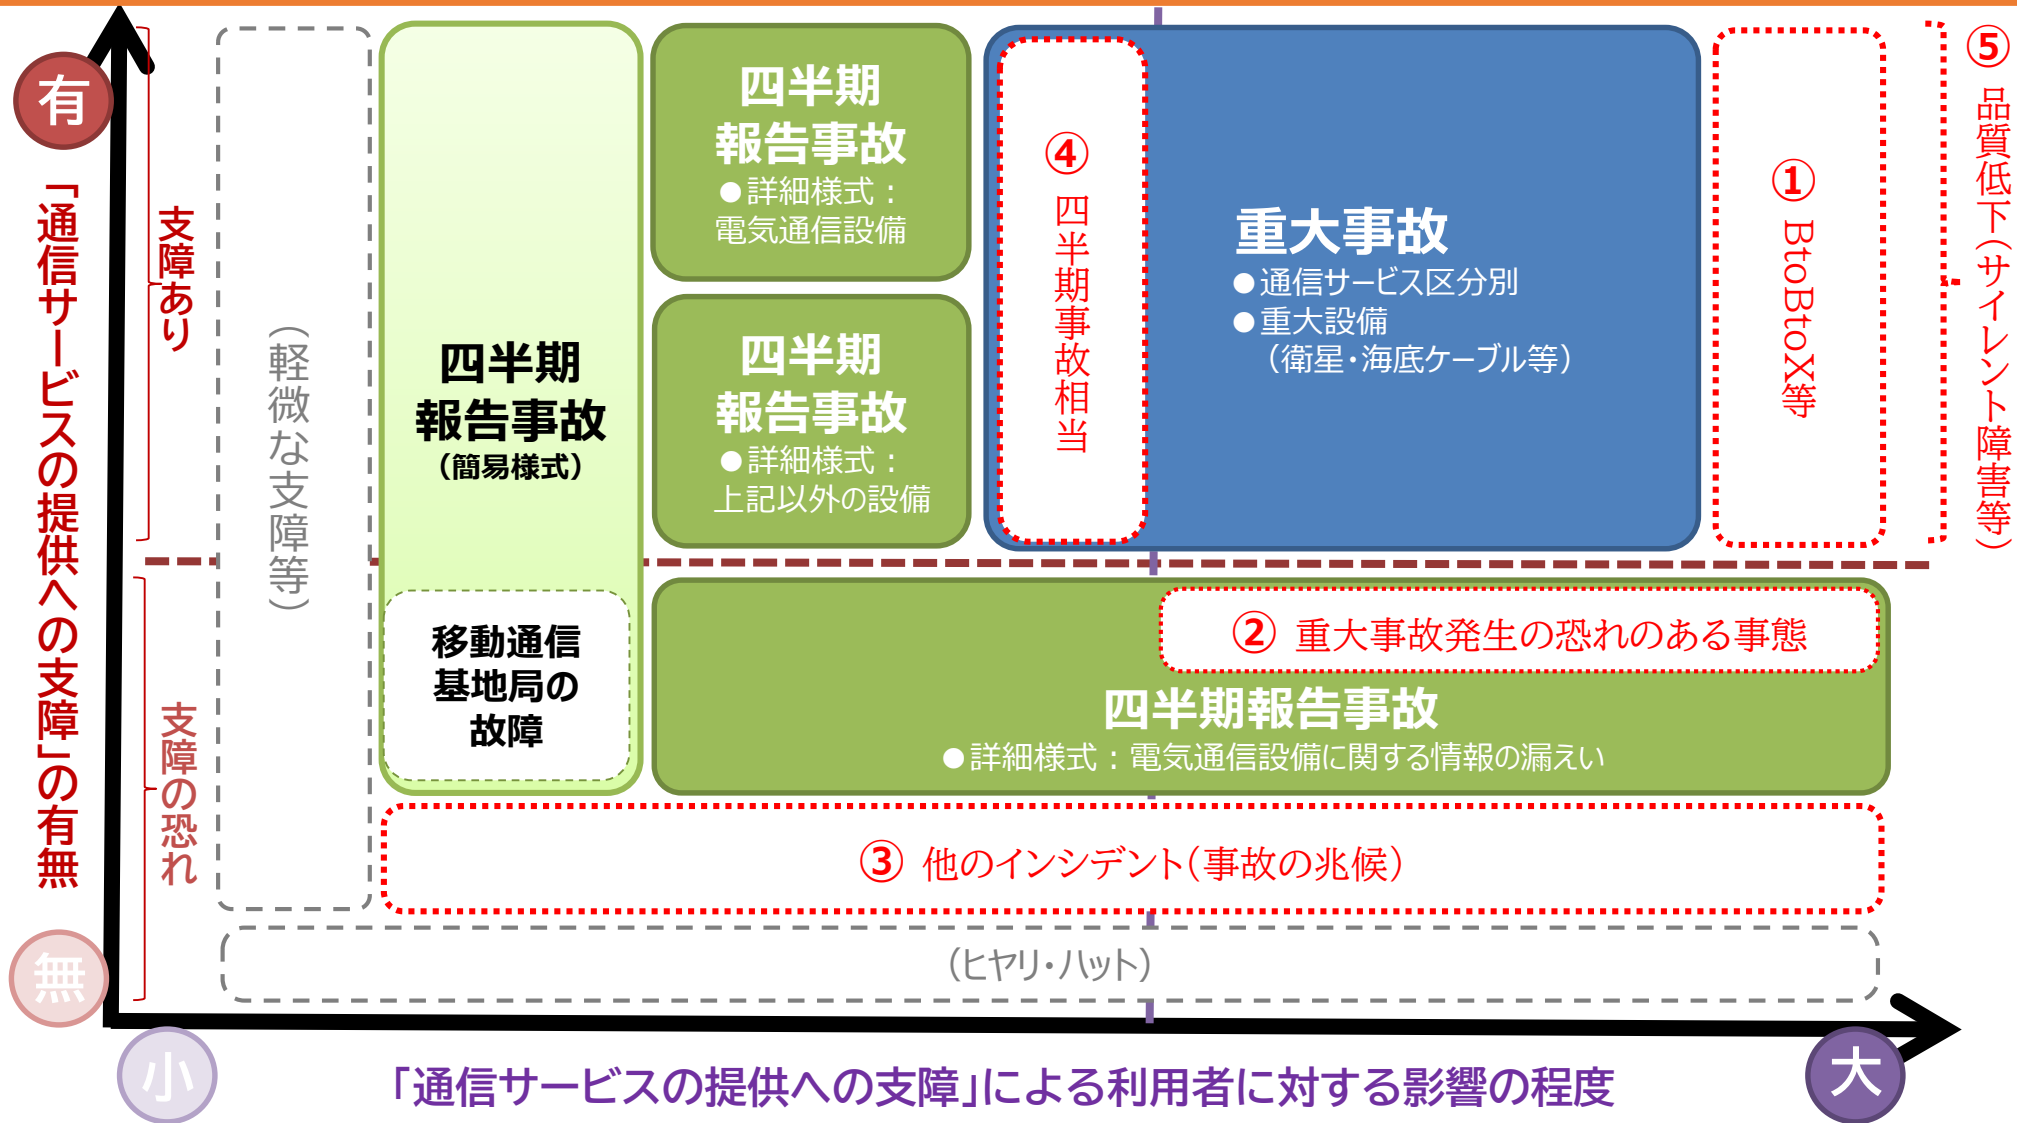 有
「通信サービスの提供への支障」の有無
無
支障あり
支障の恐れ
（軽微な支障等）
四半期
報告事故
（簡易様式）
移動通信
基地局の
故障
四半期
報告事故
●詳細様式：
電気通信設備
四半期
報告事故
●詳細様式：
上記以外の設備
④ 四半期事故相当
重大事故
●通信サービス区分別
●重大設備
（衛星・海底ケーブル等）
① BtoBtoX等
⑤ 品質低下（サイレント障害等）
② 重大事故発生の恐れのある事態
四半期報告事故
●詳細様式：電気通信設備に関する情報の漏えい
③ 他のインシデント（事故の兆候）
（ヒヤリ・ハット）
小
「通信サービスの提供への支障」による利用者に対する影響の程度
大